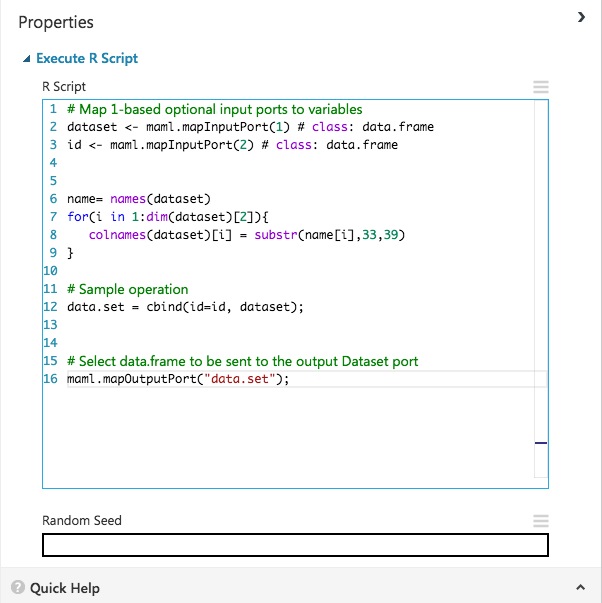 Properties
Execute R Script
R Script
1 # Map 1-based optional input ports to variables
2 dataset <- maml.mapInputPort(1) # class: data.frame
3 id <- maml.mapInputPort(2) # class: data.frame
4
5
6 name= names(dataset)
7 for(i in 1:dim(dataset)[2]){
8    colnames(dataset)[i] = substr(name[i],33,39)
9 }
10
11 # Sample operation
12 data.set = cbind(id=id, dataset);
13
14
15 # Select data.frame to be sent to the output Dataset port
16 maml.mapOutputPort("data.set");
Random Seed
? Quick Help